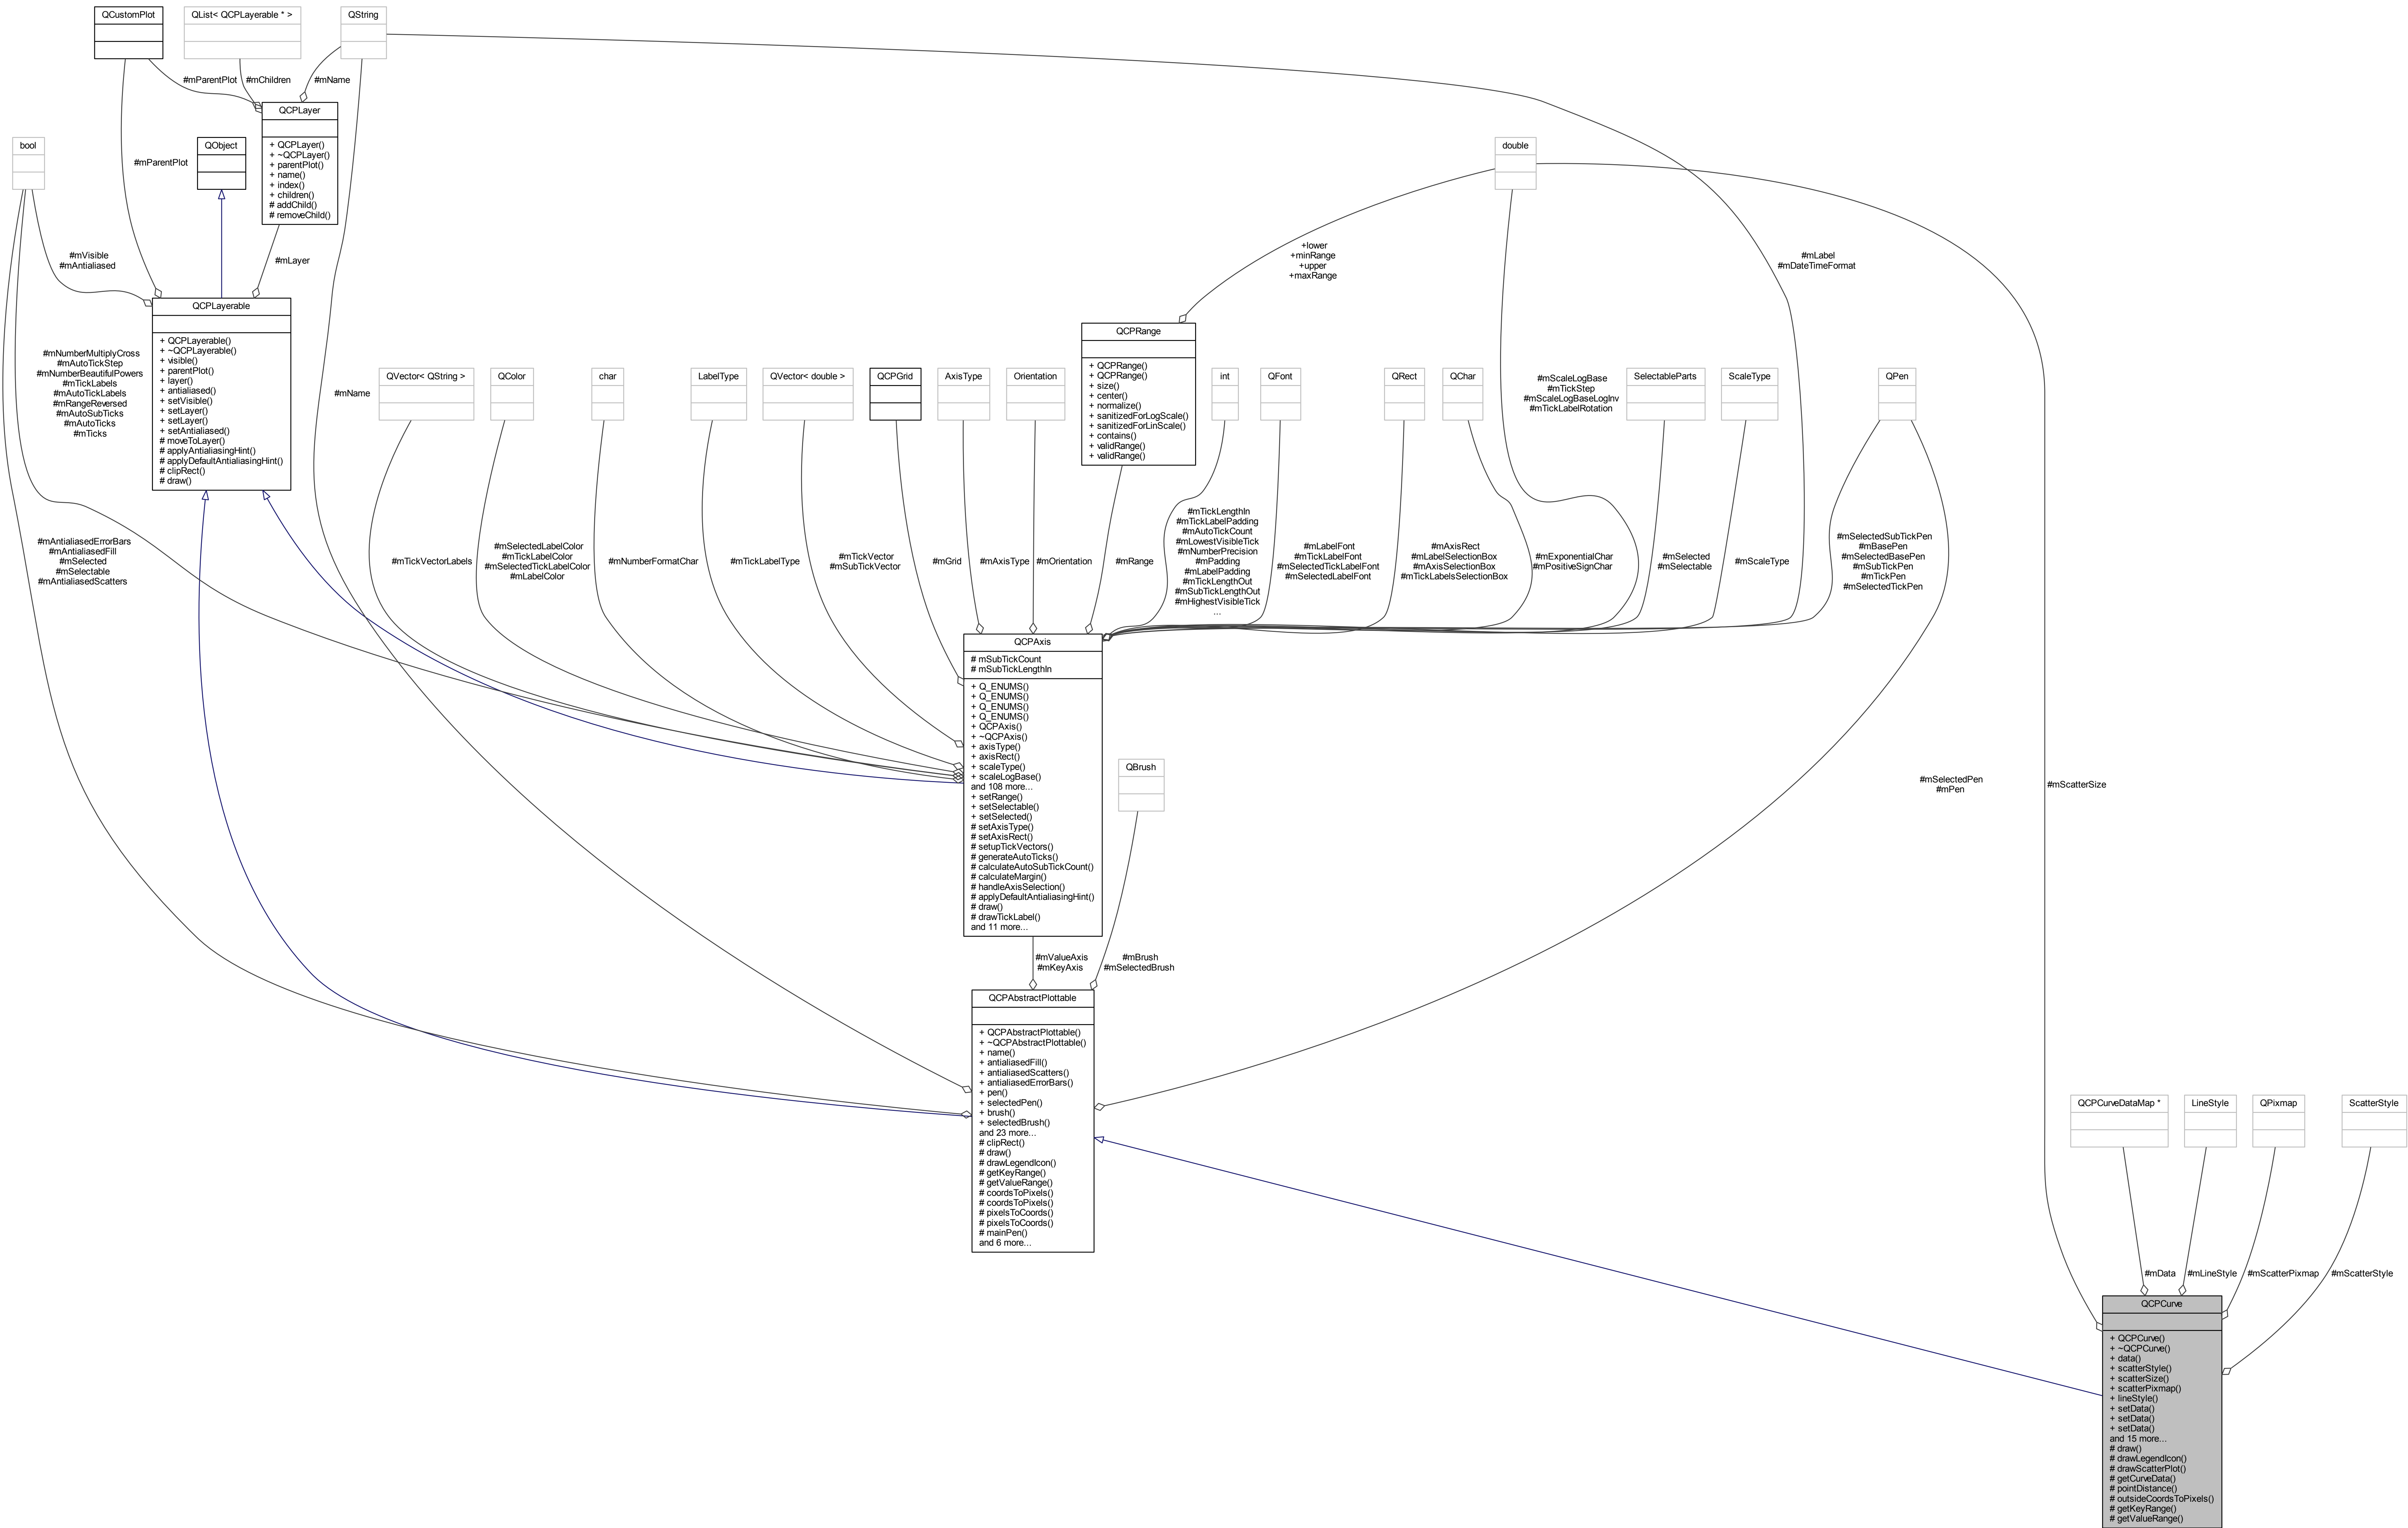 QCustomPlot
QList< QCPLayerable * >
QString
#mParentPlot
#mChildren
#mName
QCPLayer
+ QCPLayer()
+ ~QCPLayer()
+ parentPlot()
+ name()
+ index()
+ children()
# addChild()
# removeChild()
bool
QObject
double
#mParentPlot
#mVisible
#mAntialiased
#mLayer
+lower
+minRange
+upper
+maxRange
#mLabel
#mDateTimeFormat
QCPLayerable
+ QCPLayerable()
+ ~QCPLayerable()
+ visible()
+ parentPlot()
+ layer()
+ antialiased()
+ setVisible()
+ setLayer()
+ setLayer()
+ setAntialiased()
# moveToLayer()
# applyAntialiasingHint()
# applyDefaultAntialiasingHint()
# clipRect()
# draw()
QCPRange
+ QCPRange()
+ QCPRange()
+ size()
+ center()
+ normalize()
+ sanitizedForLogScale()
+ sanitizedForLinScale()
+ contains()
+ validRange()
+ validRange()
#mNumberMultiplyCross
#mAutoTickStep
#mNumberBeautifulPowers
#mTickLabels
#mAutoTickLabels
#mRangeReversed
#mAutoSubTicks
#mAutoTicks
#mTicks
#mName
QVector< QString >
QColor
char
LabelType
QVector< double >
QCPGrid
AxisType
Orientation
int
QFont
QRect
QChar
#mScaleLogBase
#mTickStep
#mScaleLogBaseLogInv
#mTickLabelRotation
SelectableParts
ScaleType
QPen
#mAntialiasedErrorBars
#mAntialiasedFill
#mSelected
#mSelectable
#mAntialiasedScatters
#mTickVectorLabels
#mSelectedLabelColor
#mTickLabelColor
#mSelectedTickLabelColor
#mLabelColor
#mNumberFormatChar
#mTickLabelType
#mTickVector
#mSubTickVector
#mGrid
#mAxisType
#mOrientation
#mRange
#mTickLengthIn
#mTickLabelPadding
#mAutoTickCount
#mLowestVisibleTick
#mNumberPrecision
#mPadding
#mLabelPadding
#mTickLengthOut
#mSubTickLengthOut
#mHighestVisibleTick
...
#mLabelFont
#mTickLabelFont
#mSelectedTickLabelFont
#mSelectedLabelFont
#mAxisRect
#mLabelSelectionBox
#mAxisSelectionBox
#mTickLabelsSelectionBox
#mExponentialChar
#mPositiveSignChar
#mSelected
#mSelectable
#mScaleType
#mSelectedSubTickPen
#mBasePen
#mSelectedBasePen
#mSubTickPen
#mTickPen
#mSelectedTickPen
QCPAxis
# mSubTickCount
# mSubTickLengthIn
+ Q_ENUMS()
+ Q_ENUMS()
+ Q_ENUMS()
+ Q_ENUMS()
+ QCPAxis()
+ ~QCPAxis()
+ axisType()
+ axisRect()
+ scaleType()
+ scaleLogBase()
and 108 more...
+ setRange()
+ setSelectable()
+ setSelected()
# setAxisType()
# setAxisRect()
# setupTickVectors()
# generateAutoTicks()
# calculateAutoSubTickCount()
# calculateMargin()
# handleAxisSelection()
# applyDefaultAntialiasingHint()
# draw()
# drawTickLabel()
and 11 more...
QBrush
#mSelectedPen
#mPen
#mScatterSize
#mValueAxis
#mKeyAxis
#mBrush
#mSelectedBrush
QCPAbstractPlottable
+ QCPAbstractPlottable()
+ ~QCPAbstractPlottable()
+ name()
+ antialiasedFill()
+ antialiasedScatters()
+ antialiasedErrorBars()
+ pen()
+ selectedPen()
+ brush()
+ selectedBrush()
and 23 more...
# clipRect()
# draw()
# drawLegendIcon()
# getKeyRange()
# getValueRange()
# coordsToPixels()
# coordsToPixels()
# pixelsToCoords()
# pixelsToCoords()
# mainPen()
and 6 more...
QCPCurveDataMap *
LineStyle
QPixmap
ScatterStyle
#mData
#mLineStyle
#mScatterPixmap
#mScatterStyle
QCPCurve
+ QCPCurve()
+ ~QCPCurve()
+ data()
+ scatterStyle()
+ scatterSize()
+ scatterPixmap()
+ lineStyle()
+ setData()
+ setData()
+ setData()
and 15 more...
# draw()
# drawLegendIcon()
# drawScatterPlot()
# getCurveData()
# pointDistance()
# outsideCoordsToPixels()
# getKeyRange()
# getValueRange()